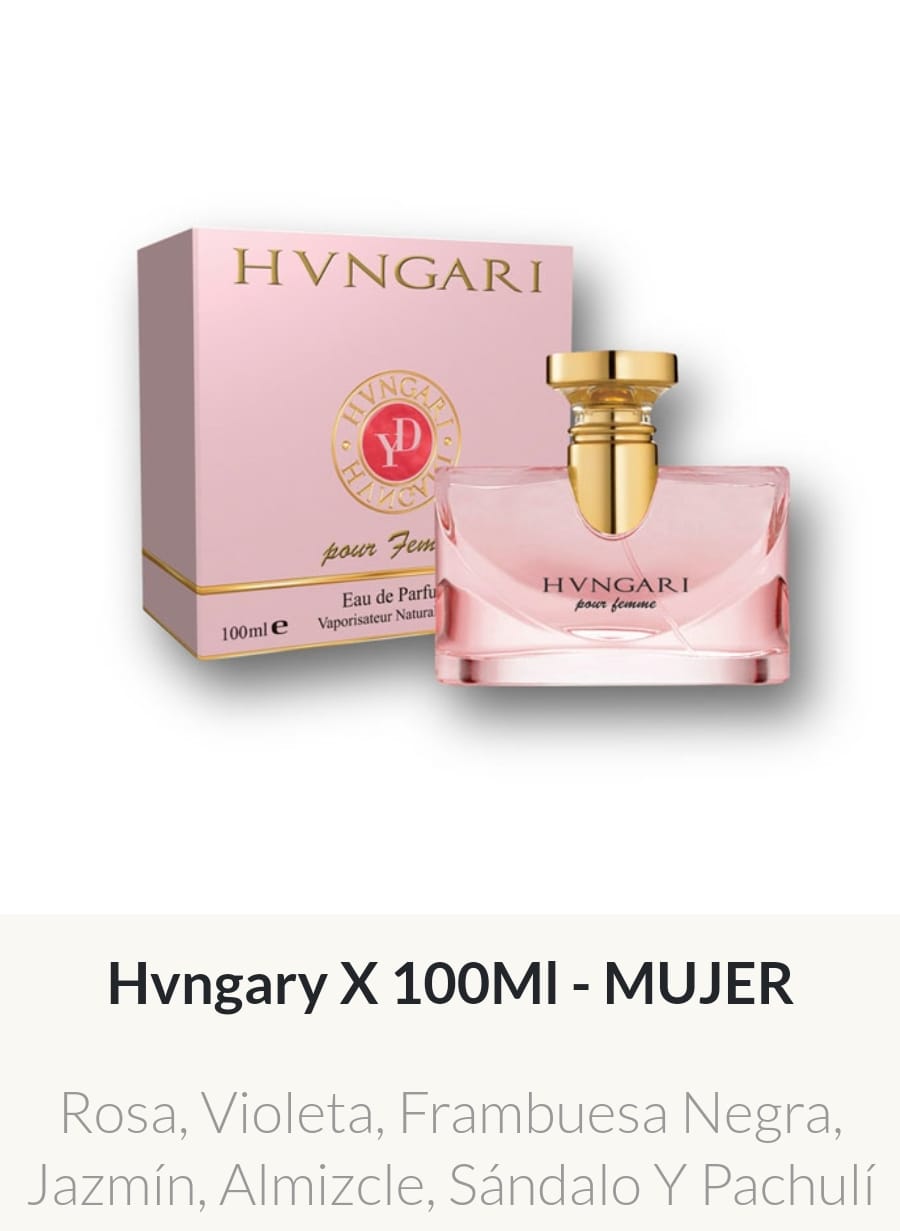 HVNGARI
HVNGARI
YD
HVNGARI
pour Fem
Eau de Parfu
Vaporisateur Natura
100ml e
HVNGARI
pour femme
Hvngary X 100Ml - MUJER
Rosa, Violeta, Frambuesa Negra,
Jazmín, Almizcle, Sándalo Y Pachulí